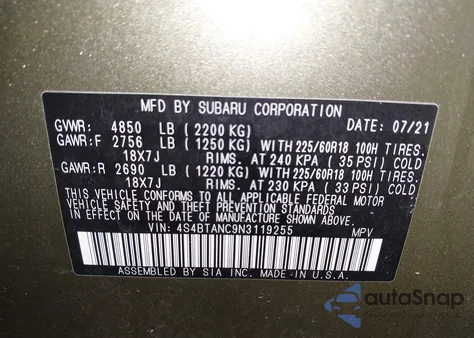 MFD BY SUBARU CORPORATION
GVWR: 4850 LB (2200 KG) DATE: 07/21
GAWR:F 2756 LB (1250 KG) WITH 225/60R18 100H TIRES.
18X7J RIMS. AT 240 KPA (35 PSI) COLD
GAWR:R 2690 LB (1220 KG) WITH 225/60R18 100H TIRES.
18X7J RIMS. AT 230 KPA (33 PSI) COLD
THIS VEHICLE CONFORMS TO ALL APPLICABLE FEDERAL MOTOR
VEHICLE SAFETY AND THEFT PREVENTION STANDARDS
IN EFFECT ON THE DATE OF MANUFACTURE SHOWN ABOVE.
VIN: 4S4BTANC9N3119255 MPV
ASSEMBLED BY SIA INC. MADE IN U.S.A.
autoSnap